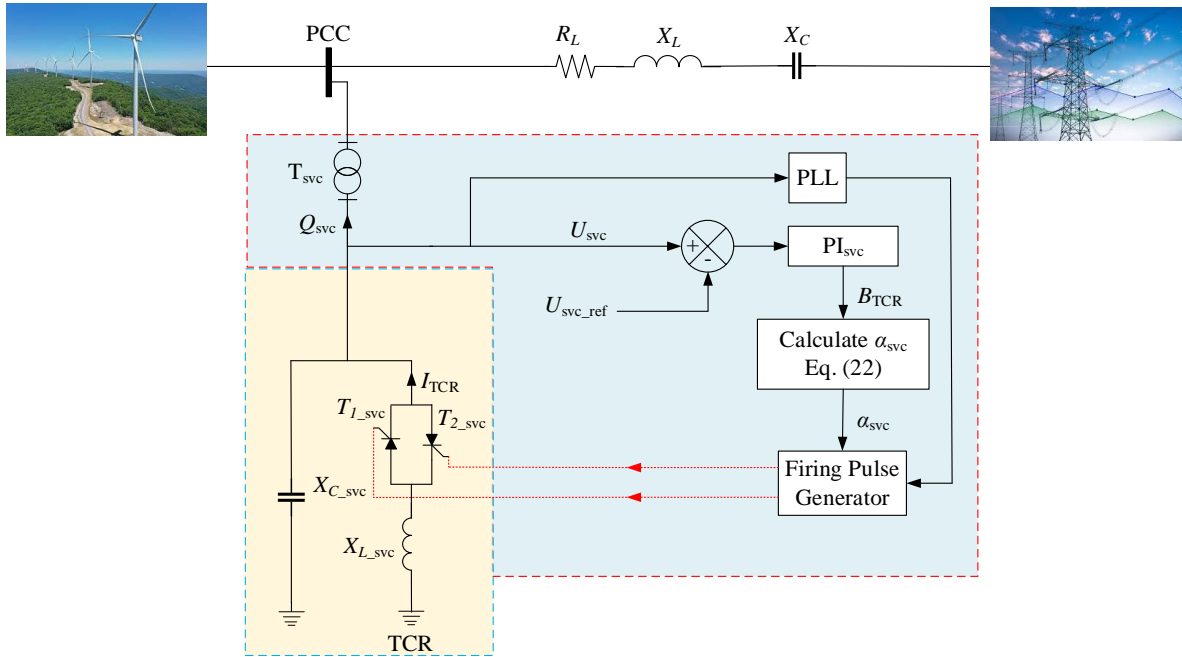 PCC
R_L
X_L
X_C
T_svc
PLL
Q_svc
U_svc
+
-
PI_svc
U_svc_ref
B_TCR
Calculate α_svc
Eq. (22)
I_TCR
T_1_svc
T_2_svc
α_svc
Firing Pulse
Generator
X_C_svc
X_L_svc
TCR